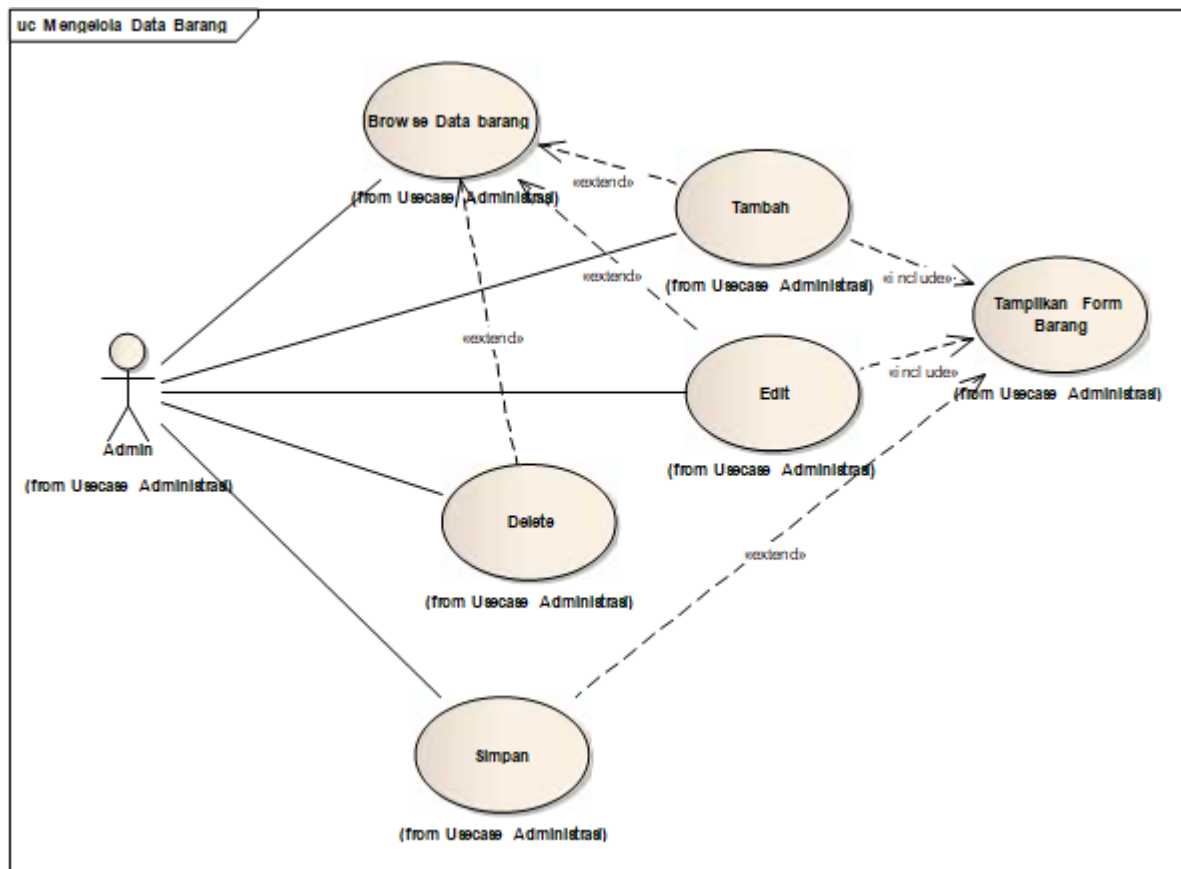 uc Mengelola Data Barang
Browse Data barang
(from Usecase Administrasi)
«extend»
Tambah
(from Usecase Administrasi)
«extend»
«include»
Tampilkan Form
Barang
(from Usecase Administrasi)
«extend»
Edit
«include»
(from Usecase Administrasi)
Admin
(from Usecase Administrasi)
Delete
(from Usecase Administrasi)
«extend»
Simpan
(from Usecase Administrasi)